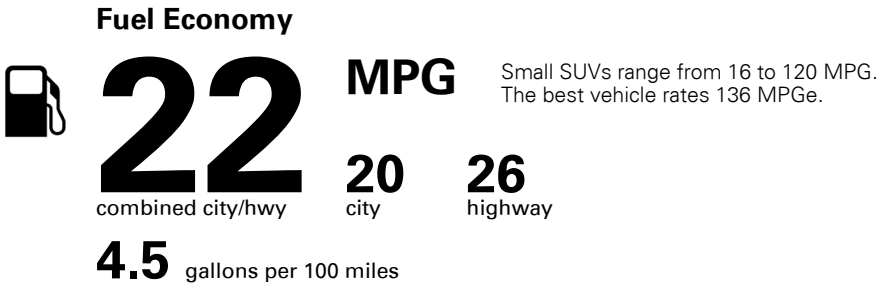 Fuel Economy
22 MPG
Small SUVs range from 16 to 120 MPG.
The best vehicle rates 136 MPGe.
combined city/hwy
20
city
26
highway
4.5 gallons per 100 miles